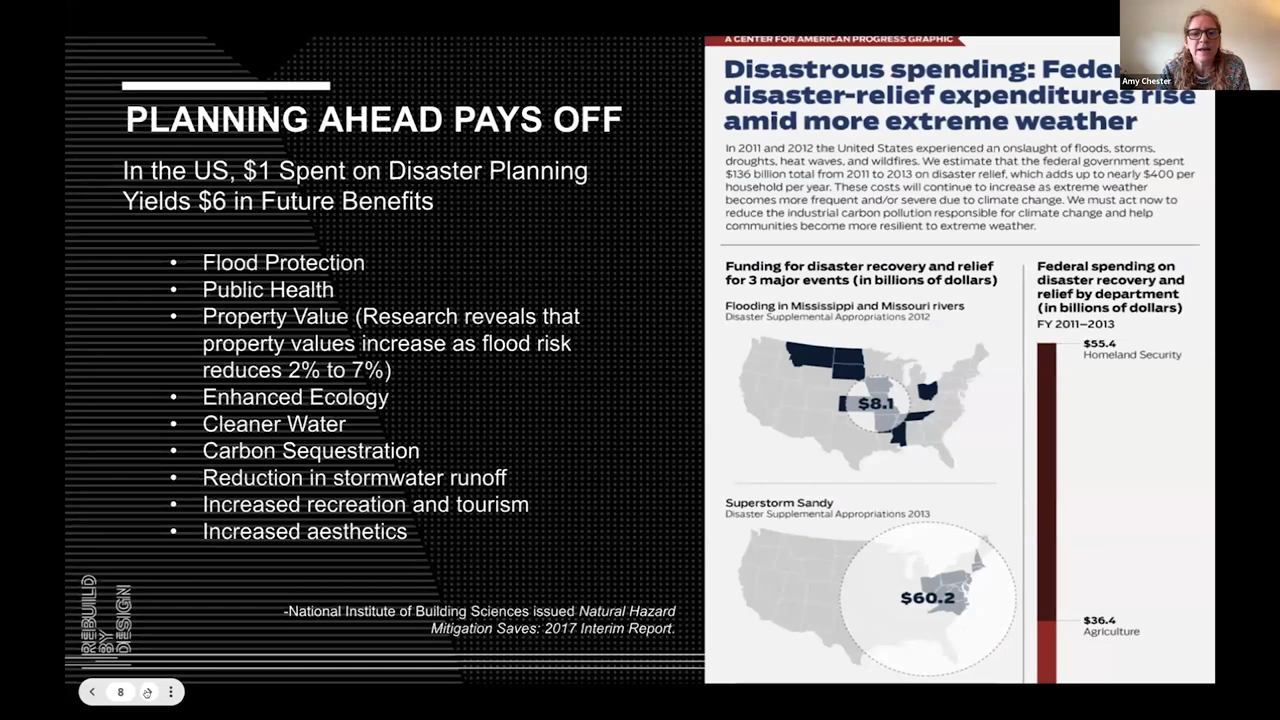 PLANNING AHEAD PAYS OFF
In the US, $1 Spent on Disaster Planning
Yields $6 in Future Benefits
• Flood Protection
• Public Health
• Property Value (Research reveals that
property values increase as flood risk
reduces 2% to 7%)
• Enhanced Ecology
• Cleaner Water
• Carbon Sequestration
• Reduction in stormwater runoff
• Increased recreation and tourism
• Increased aesthetics
-National Institute of Building Sciences issued Natural Hazard
Mitigation Saves: 2017 Interim Report.
REBUILD
BY
DESIGN
8
A CENTER FOR AMERICAN PROGRESS GRAPHIC
Disastrous spending:
disaster-relief expenditures rise
amid more extreme weather
In 2011 and 2012 the United States experienced an onslaught of floods, storms,
droughts, heat waves, and wildfires. We estimate that the federal government spent
$136 billion total from 2011 to 2013 on disaster relief, which adds up to nearly $400 per
household per year. These costs will continue to increase as extreme weather
becomes more frequent and/or severe due to climate change. We must act now to
reduce the industrial carbon pollution responsible for climate change and help
communities become more resilient to extreme weather.
Funding for disaster recovery and relief
for 3 major events (in billions of dollars)
Flooding in Mississippi and Missouri rivers
Disaster Supplemental Appropriations 2012
$8.1
Superstorm Sandy
Disaster Supplemental Appropriations 2013
$60.2
Federal spending on
disaster recovery and
relief by department
(in billions of dollars)
FY 2011–2013
$55.4
Homeland Security
$36.4
Agriculture
Amy Chester